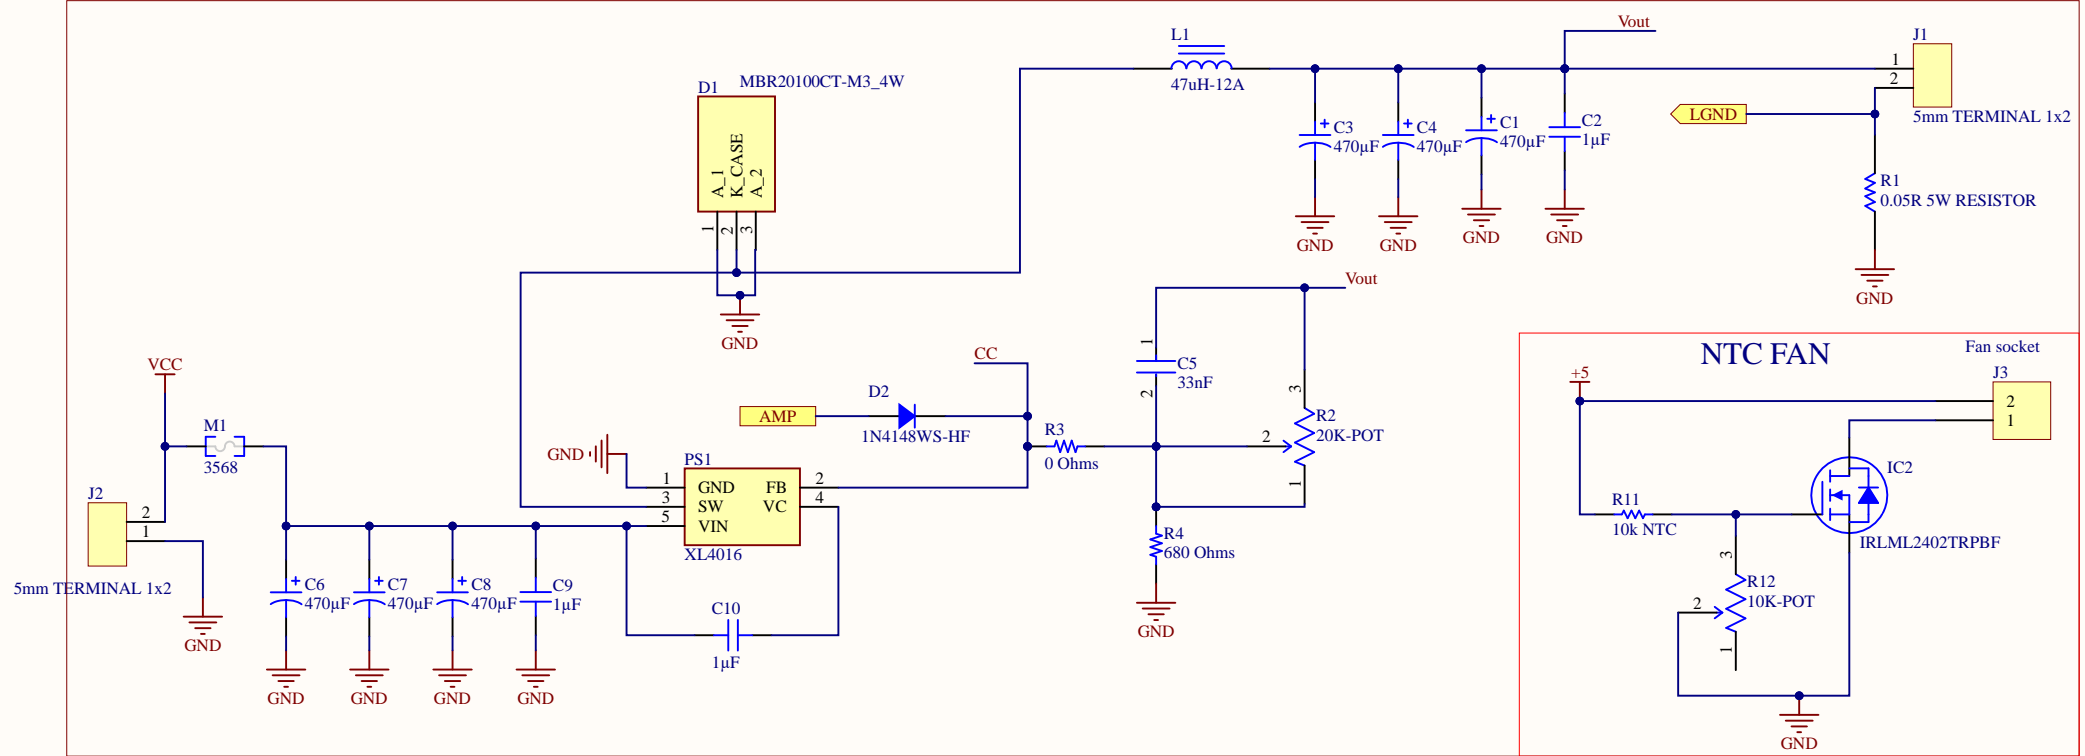 Vout
L1
47uH-12A
J1
1
2
5mm TERMINAL 1x2
LGND
D1
MBR20100CT-M3_4W
A_1
K_CASE
A_2
1
2
3
GND
C3
470µF
GND
C4
470µF
GND
C1
470µF
GND
C2
1µF
GND
R1
0.05R 5W RESISTOR
GND
Vout
CC
1
C5
33nF
2
3
R2
20K-POT
2
1
AMP
D2
1N4148WS-HF
R3
0 Ohms
R4
680 Ohms
GND
VCC
M1
3568
J2
2
1
5mm TERMINAL 1x2
GND
GND
PS1
1
GND
FB
2
3
SW
VC
4
5
VIN
XL4016
C6
470µF
GND
C7
470µF
GND
C8
470µF
GND
C9
1µF
GND
C10
1µF
NTC FAN
Fan socket
+5
J3
2
1
IC2
IRLML2402TRPBF
R11
10k NTC
3
R12
10K-POT
2
1
GND